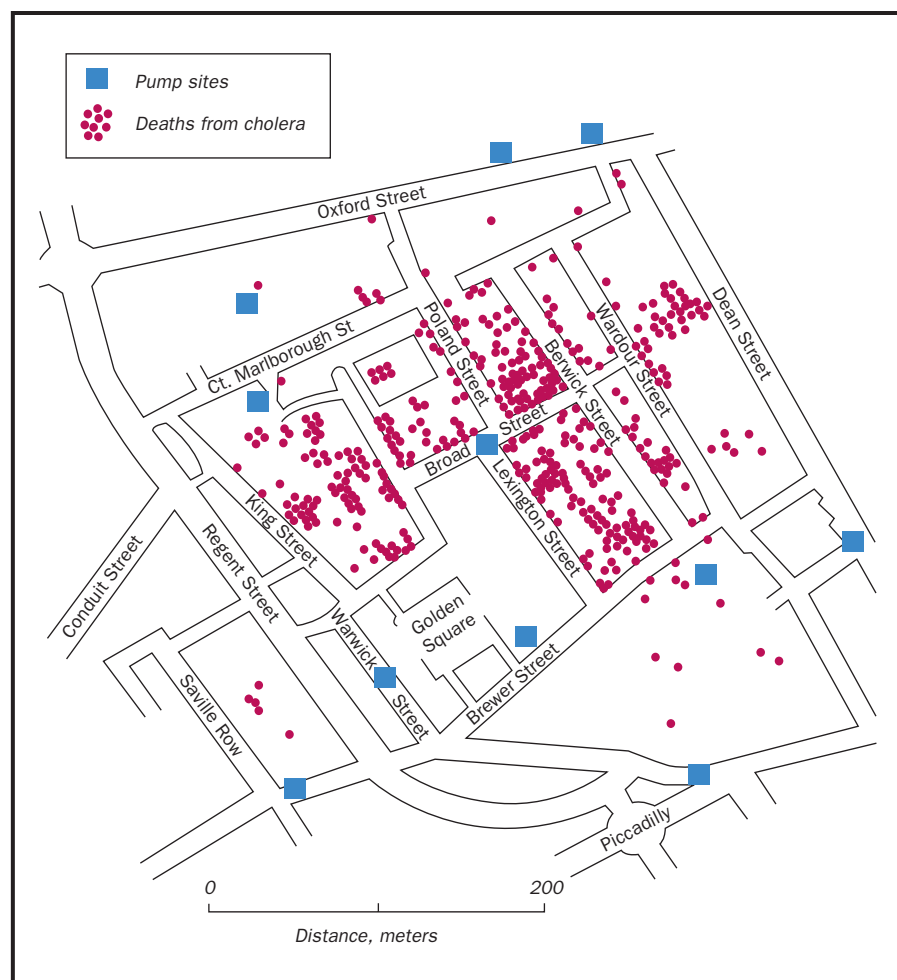 Pump sites
Deaths from cholera
Oxford Street
Ct. Marlborough St
Poland Street
Berwick Street
Wardour Street
Dean Street
Broad Street
Lexington Street
King Street
Regent Street
Conduit Street
Warwick Street
Golden
Square
Brewer Street
Saville Row
Piccadilly
0
200
Distance, meters